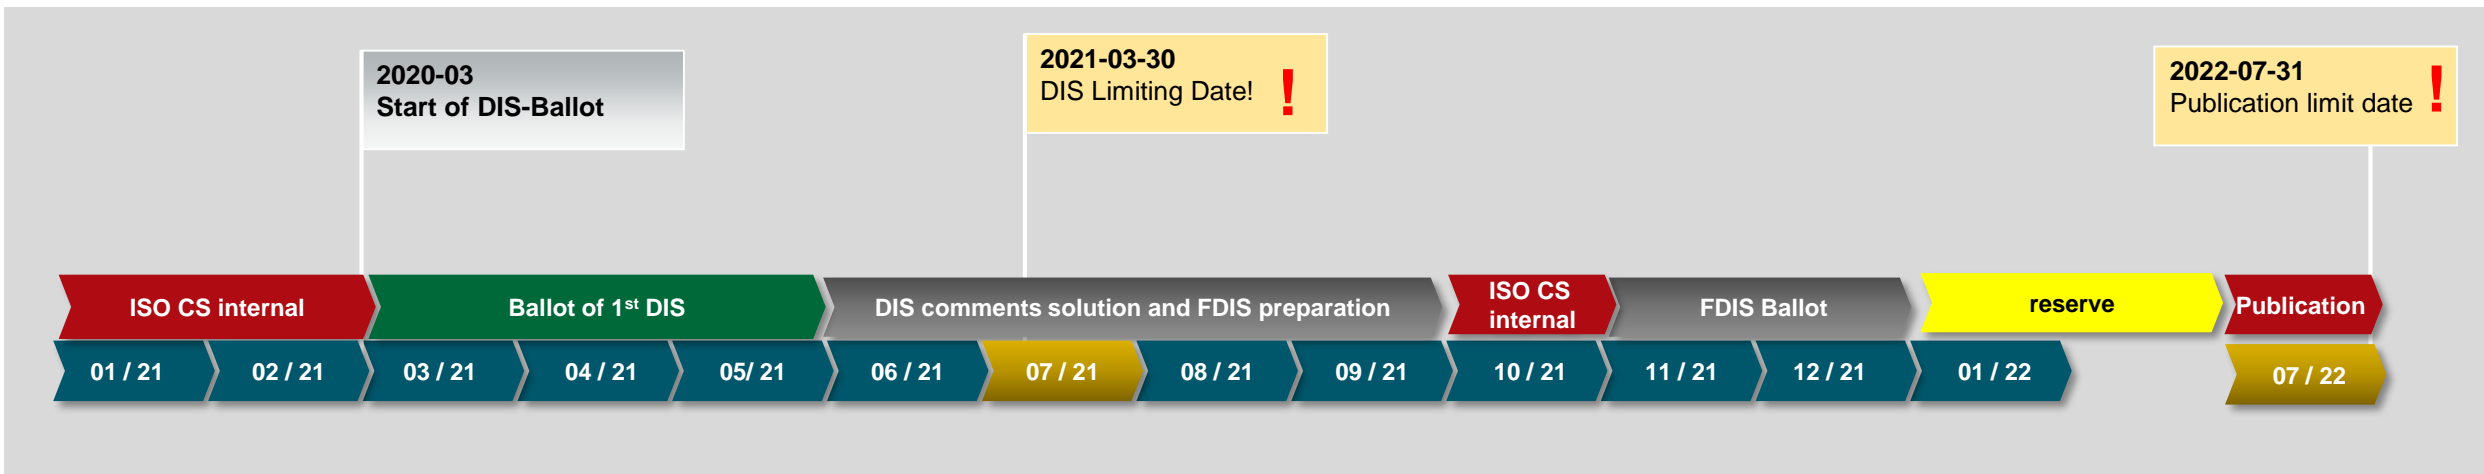 2020-03
Start of DIS-Ballot
2021-03-30
DIS Limiting Date!
!
2022-07-31
Publication limit date
!
ISO CS internal
Ballot of 1st DIS
DIS comments solution and FDIS preparation
ISO CS
internal
FDIS Ballot
reserve
Publication
01 / 21
02 / 21
03 / 21
04 / 21
05/ 21
06 / 21
07 / 21
08 / 21
09 / 21
10 / 21
11 / 21
12 / 21
01 / 22
07 / 22